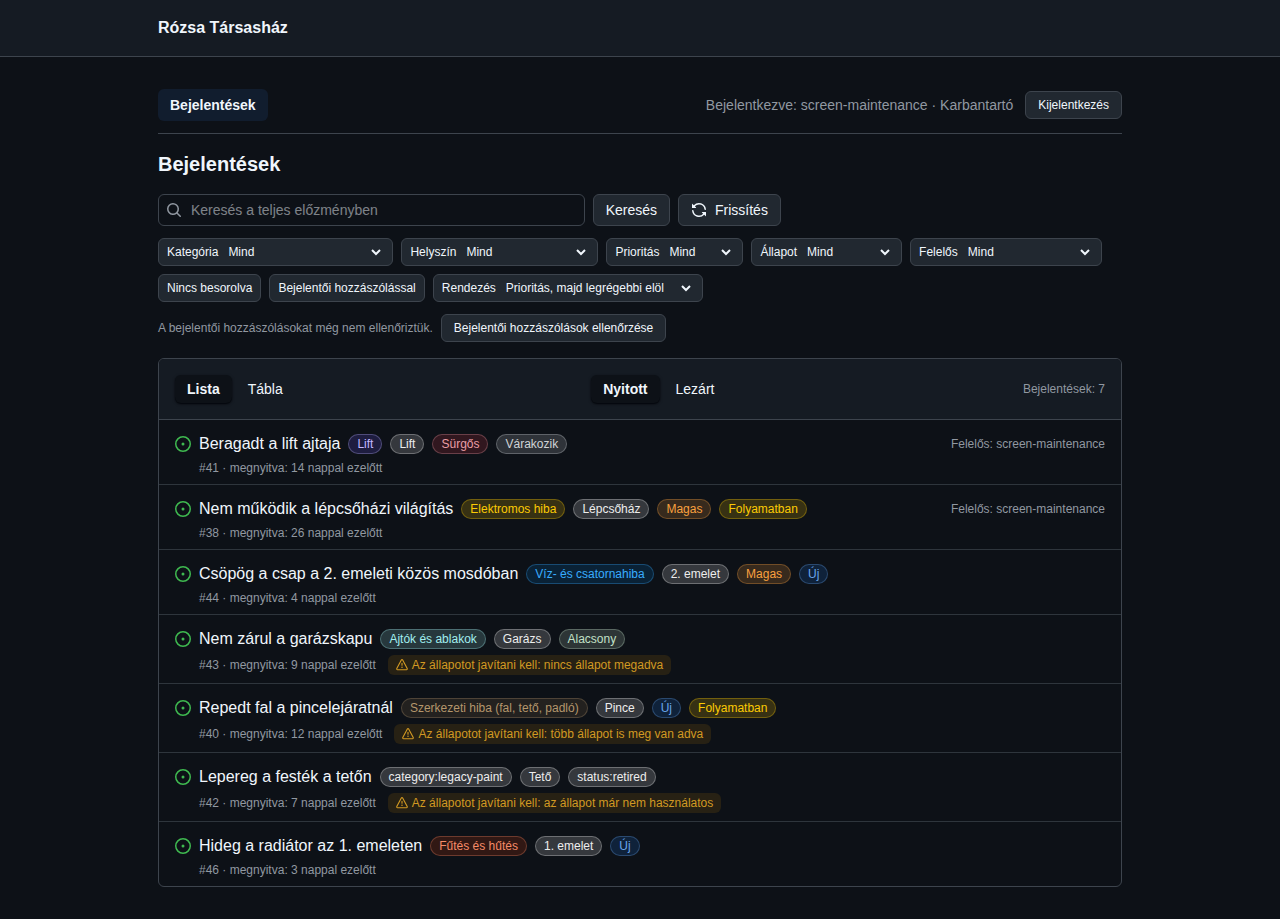 Rózsa Társasház
Bejelentések
Bejelentkezve: screen-maintenance · Karbantartó
Kijelentkezés
Bejelentések
Keresés a teljes előzményben
Keresés
Frissítés
Kategória Mind
Helyszín Mind
Prioritás Mind
Állapot Mind
Felelős Mind
Nincs besorolva
Bejelentői hozzászólással
Rendezés Prioritás, majd legrégebbi elöl
A bejelentői hozzászólásokat még nem ellenőriztük.
Bejelentői hozzászólások ellenőrzése
Lista
Tábla
Nyitott
Lezárt
Bejelentések: 7
Beragadt a lift ajtaja Lift Lift Sürgős Várakozik
Felelős: screen-maintenance
#41 · megnyitva: 14 nappal ezelőtt
Nem működik a lépcsőházi világítás Elektromos hiba Lépcsőház Magas Folyamatban
Felelős: screen-maintenance
#38 · megnyitva: 26 nappal ezelőtt
Csöpög a csap a 2. emeleti közös mosdóban Víz- és csatornahiba 2. emelet Magas Új
#44 · megnyitva: 4 nappal ezelőtt
Nem zárul a garázskapu Ajtók és ablakok Garázs Alacsony
#43 · megnyitva: 9 nappal ezelőtt Az állapotot javítani kell: nincs állapot megadva
Repedt fal a pincelejáratnál Szerkezeti hiba (fal, tető, padló) Pince Új Folyamatban
#40 · megnyitva: 12 nappal ezelőtt Az állapotot javítani kell: több állapot is meg van adva
Lepereg a festék a tetőn category:legacy-paint Tető status:retired
#42 · megnyitva: 7 nappal ezelőtt Az állapotot javítani kell: az állapot már nem használatos
Hideg a radiátor az 1. emeleten Fűtés és hűtés 1. emelet Új
#46 · megnyitva: 3 nappal ezelőtt